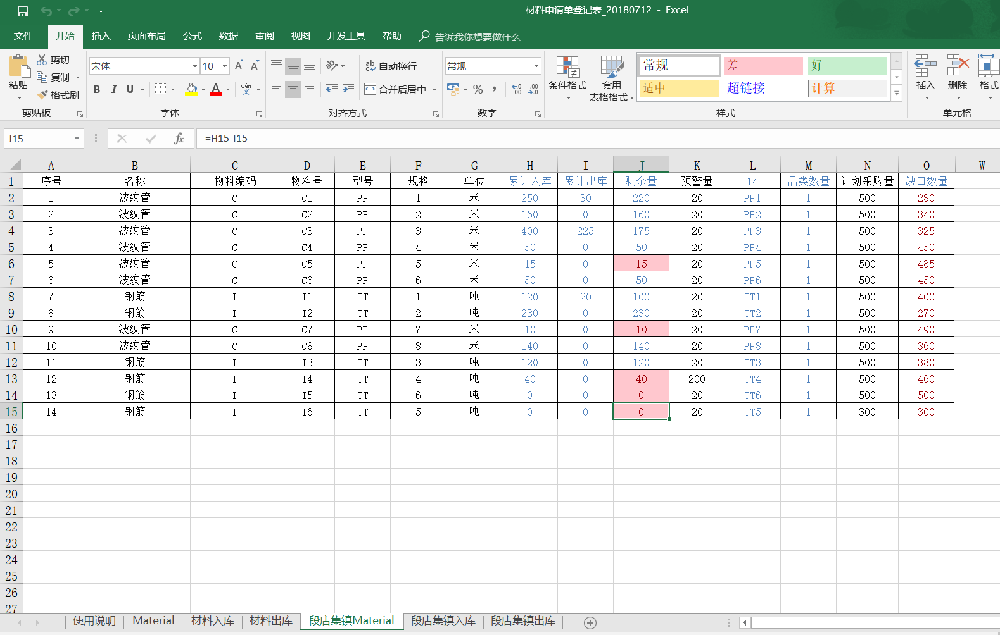 材料申请单登记表_20180712 - Excel
文件 开始 插入 页面布局 公式 数据 审阅 视图 开发工具 帮助 告诉我你想要做什么
粘贴 剪切 复制 格式刷 剪贴板
宋体 10 A A B I U A wén 文 字体
ab c 自动换行 合并后居中 对齐方式
常规 % , .0 .00 .00 .0 数字
条件格式 套用 表格格式 常规 差 好 适中 超链接 计算 样式
插入 删除 格式 单元格
J15 fx =H15-I15
A B C D E F G H I J K L M N O W
1 序号 名称 物料编码 物料号 型号 规格 单位 累计入库 累计出库 剩余量 预警量 14 品类数量 计划采购量 缺口数量
2 1 波纹管 C C1 PP 1 米 250 30 220 20 PP1 1 500 280
3 2 波纹管 C C2 PP 2 米 160 0 160 20 PP2 1 500 340
4 3 波纹管 C C3 PP 3 米 400 225 175 20 PP3 1 500 325
5 4 波纹管 C C4 PP 4 米 50 0 50 20 PP4 1 500 450
6 5 波纹管 C C5 PP 5 米 15 0 15 20 PP5 1 500 485
7 6 波纹管 C C6 PP 6 米 50 0 50 20 PP6 1 500 450
8 7 钢筋 I I1 TT 1 吨 120 20 100 20 TT1 1 500 400
9 8 钢筋 I I2 TT 2 吨 230 0 230 20 TT2 1 500 270
10 9 波纹管 C C7 PP 7 米 10 0 10 20 PP7 1 500 490
11 10 波纹管 C C8 PP 8 米 140 0 140 20 PP8 1 500 360
12 11 钢筋 I I3 TT 3 吨 120 0 120 20 TT3 1 500 380
13 12 钢筋 I I4 TT 4 吨 40 0 40 200 TT4 1 500 460
14 13 钢筋 I I5 TT 6 吨 0 0 0 20 TT6 1 500 500
15 14 钢筋 I I6 TT 5 吨 0 0 0 20 TT5 1 300 300
16
17
18
19
20
21
22
23
24
25
26
27
使用说明 Material 材料入库 材料出库 段店集镇Material 段店集镇入库 段店集镇出库